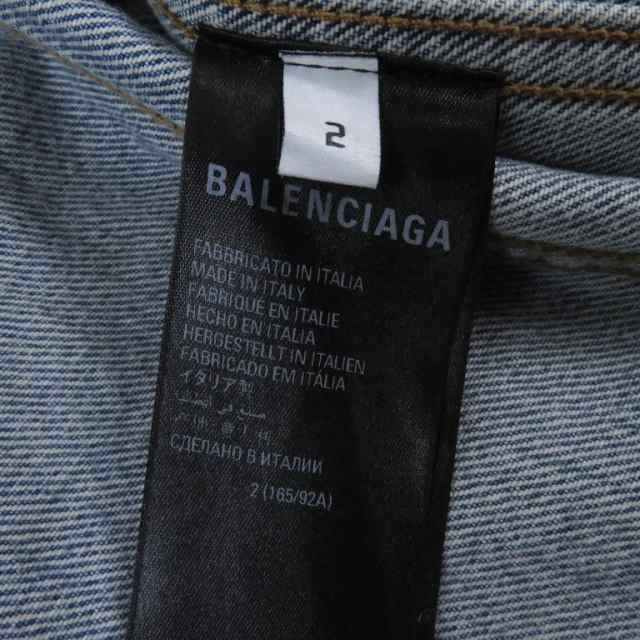 2
BALENCIAGA
FABBRICATO IN ITALIA
MADE IN ITALY
FABRIQUÉ EN ITALIE
HECHO EN ITALIA
HERGESTELLT IN ITALIEN
FABRICADO EM ITÁLIA
イタリア製
СДЕЛАНО В ИТАЛИИ
2 (165/92A)